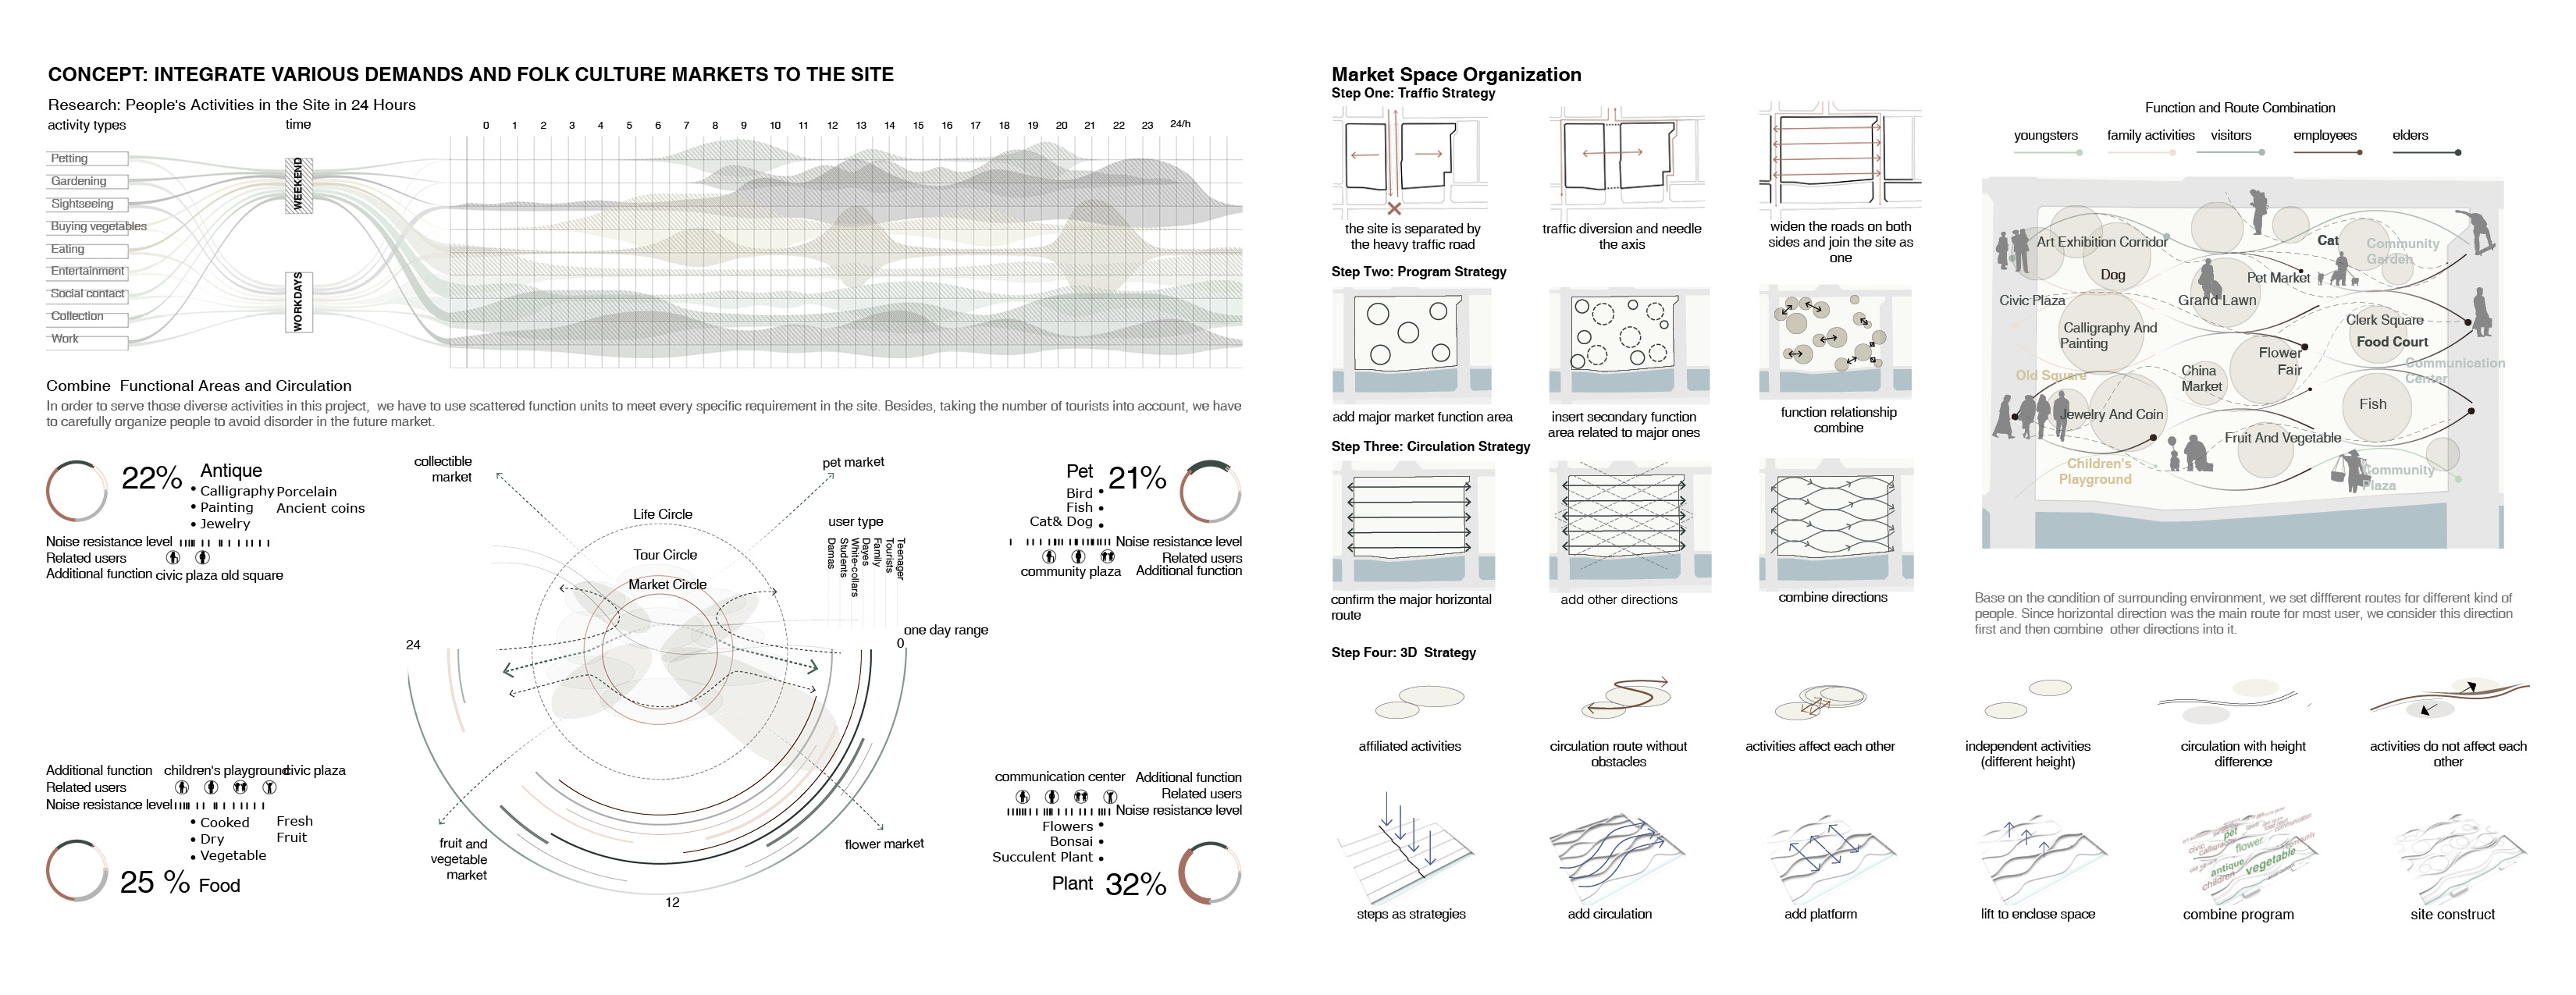 CONCEPT: INTEGRATE VARIOUS DEMANDS AND FOLK CULTURE MARKETS TO THE SITE
Research: People's Activities in the Site in 24 Hours
activity types
time
0 1 2 3 4 5 6 7 8 9 10 11 12 13 14 15 16 17 18 19 20 21 22 23 24/h
Petting
Gardening
Sightseeing
Buying vegetables
Eating
Entertainment
Social contact
Collection
Work
WEEKEND
WORKDAYS
Combine Functional Areas and Circulation
In order to serve those diverse activities in this project, we have to use scattered function units to meet every specific requirement in the site. Besides, taking the number of tourists into account, we have
to carefully organize people to avoid disorder in the future market.
22% Antique
• Calligraphy Porcelain
• Painting Ancient coins
• Jewelry
Noise resistance level
Related users
Additional function civic plaza old square
collectible
market
pet market
Life Circle
Tour Circle
Market Circle
user type
Damas
Students
White-collars
Dayes
Family
Tourists
Teenager
one day range
24
0
12
Pet 21%
Bird •
Fish •
Cat& Dog •
Noise resistance level
Related users
community plaza Additional function
Additional function children's playground civic plaza
Related users
Noise resistance level
• Cooked Fresh
• Dry Fruit
• Vegetable
25 % Food
fruit and
vegetable
market
flower market
communication center Additional function
Related users
Noise resistance level
Flowers •
Bonsai •
Succulent Plant •
Plant 32%
Market Space Organization
Step One: Traffic Strategy
the site is separated by
the heavy traffic road
traffic diversion and needle
the axis
widen the roads on both
sides and join the site as
one
Step Two: Program Strategy
add major market function area
insert secondary function
area related to major ones
function relationship
combine
Step Three: Circulation Strategy
confirm the major horizontal
route
add other directions
combine directions
Function and Route Combination
youngsters family activities visitors employees elders
Art Exhibition Corridor
Cat
Community
Garden
Dog
Pet Market
Civic Plaza
Grand Lawn
Calligraphy And
Painting
Clerk Square
Food Court
Flower
Fair
Communication
Center
Old Square
China
Market
Jewelry And Coin
Fish
Fruit And Vegetable
Children's
Playground
Community
Plaza
Base on the condition of surrounding environment, we set diffferent routes for different kind of
people. Since horizontal direction was the main route for most user, we consider this direction
first and then combine other directions into it.
Step Four: 3D Strategy
affiliated activities
circulation route without
obstacles
activities affect each other
independent activities
(different height)
circulation with height
difference
activities do not affect each
other
pet
civic
calligraphy
flower
antique
vegetable
children
steps as strategies
add circulation
add platform
lift to enclose space
combine program
site construct